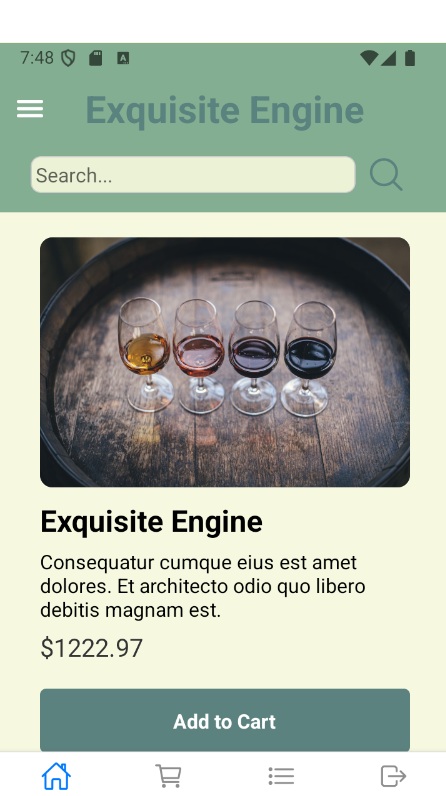 7:48
Exquisite Engine
Search...
Exquisite Engine
Consequatur cumque eius est amet
dolores. Et architecto odio quo libero
debitis magnam est.
$1222.97
Add to Cart